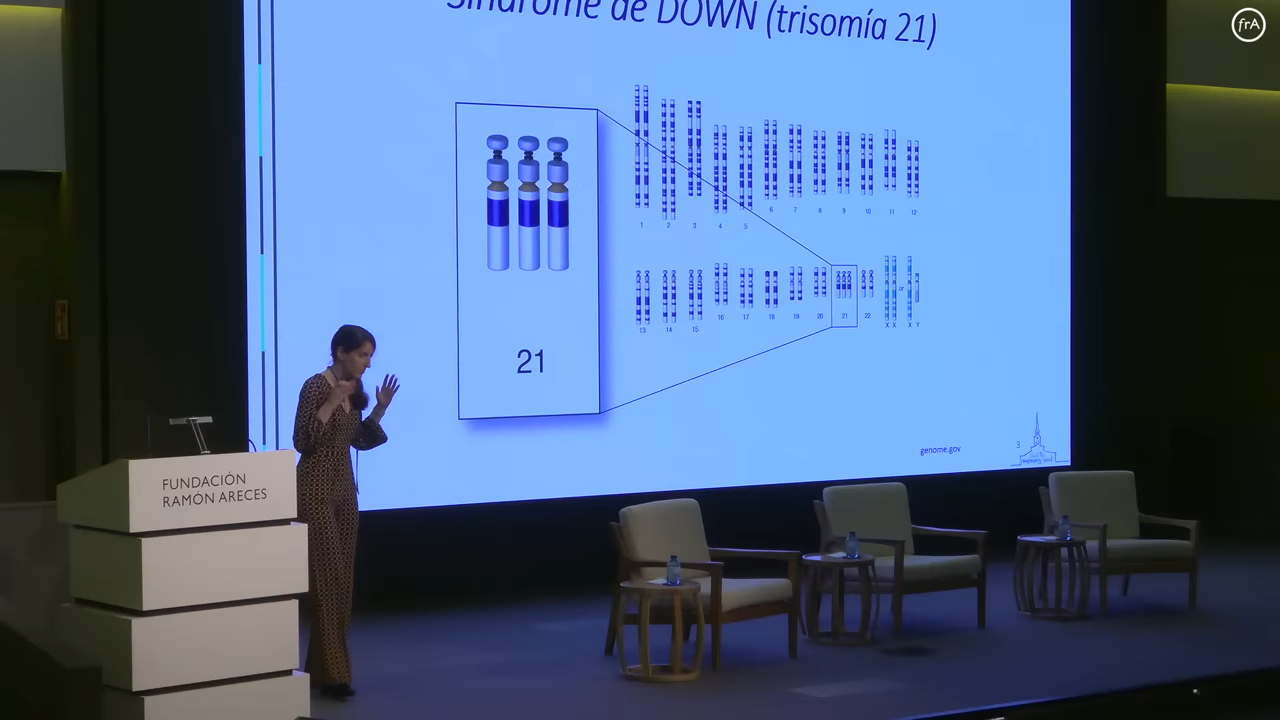 frA
Síndrome de DOWN (trisomía 21)
1 2 3 4 5 6 7 8 9 10 11 12
21
13 14 15 16 17 18 19 20 21 22 X X or X Y
genome.gov
3
FUNDACIÓN
RAMÓN ARECES